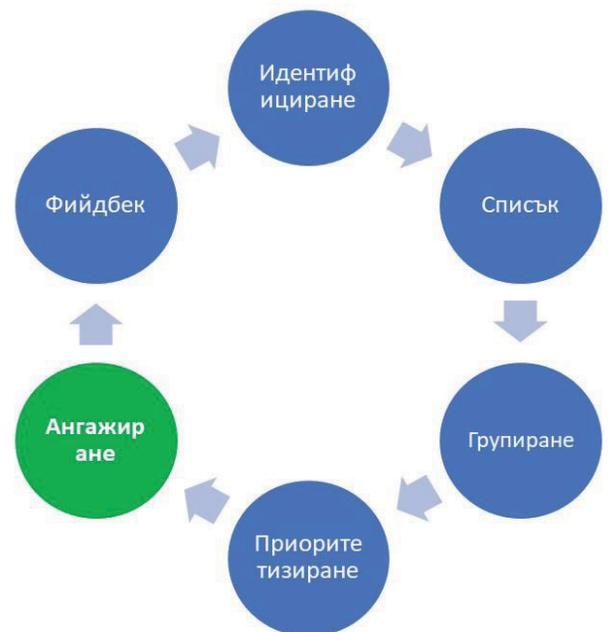 Идентиф
ициране
Списък
Групиране
Приорите
тизиране
Ангажир
ане
Фийдбек